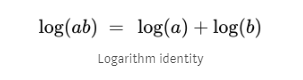 log(ab) = log(a) + log(b)
Logarithm identity